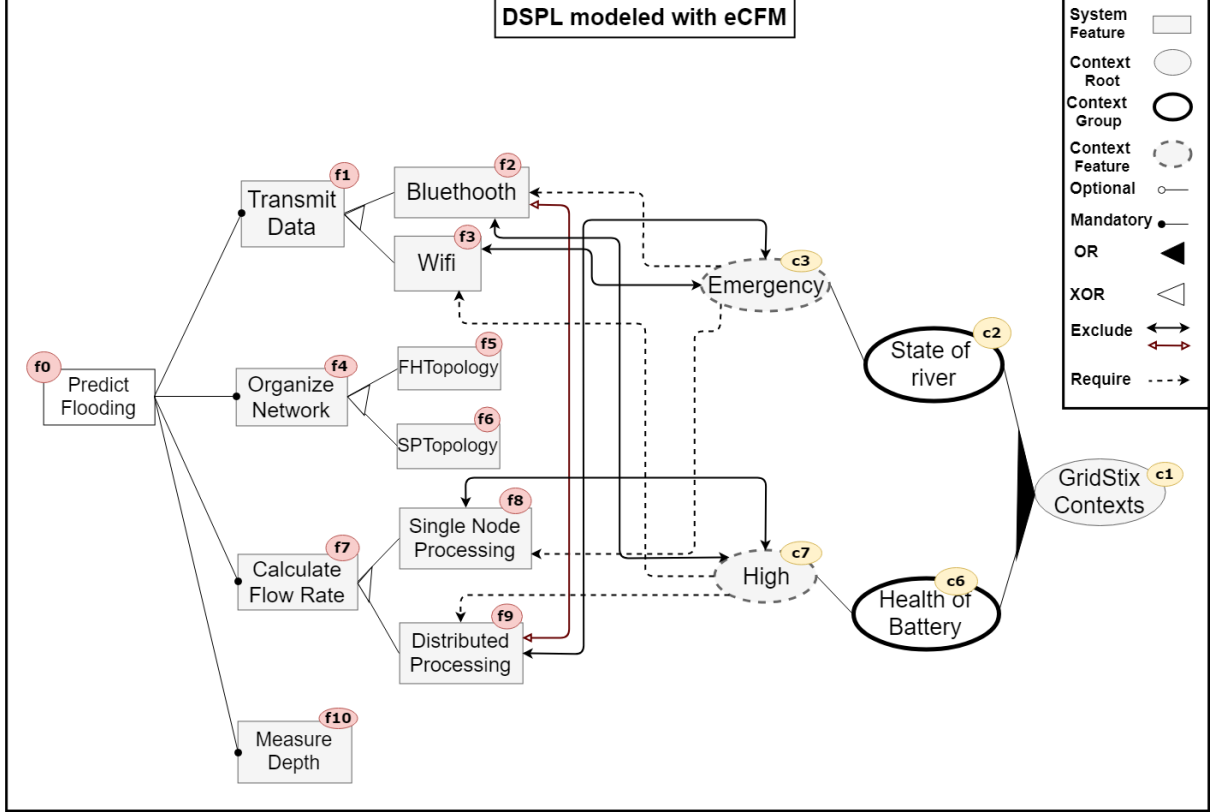 DSPL modeled with eCFM
System
Feature
Context
Root
Context
Group
Context
Feature
Optional
Mandatory
OR
XOR
Exclude
Require
f0
Predict
Flooding
f1
Transmit
Data
f2
Bluethooth
f3
Wifi
f4
Organize
Network
f5
FHTopology
f6
SPTopology
f7
Calculate
Flow Rate
f8
Single Node
Processing
f9
Distributed
Processing
f10
Measure
Depth
c3
Emergency
c2
State of
river
c1
GridStix
Contexts
c7
High
c6
Health of
Battery